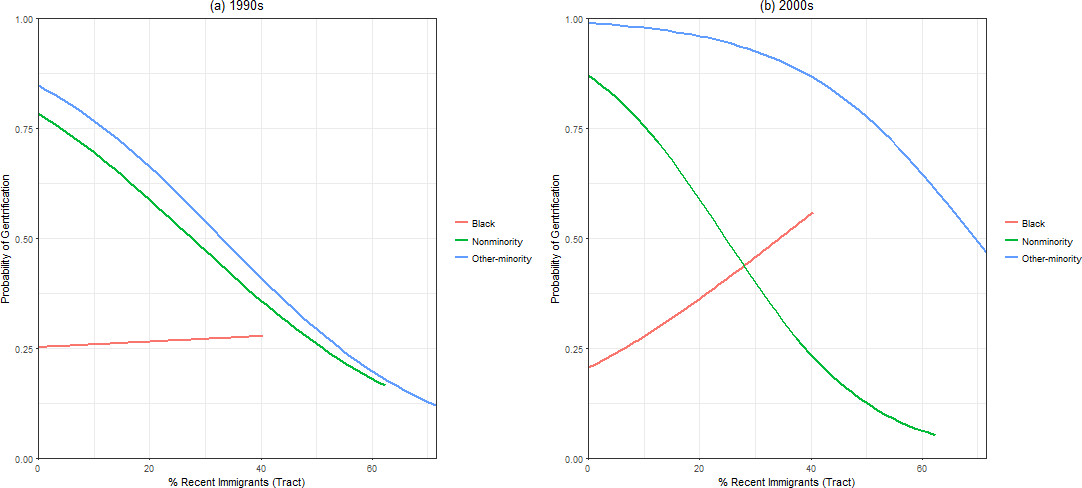 (a) 1990s
1.00
0.75
0.50
0.25
0.00
Probability of Gentrification
0
20
40
60
% Recent Immigrants (Tract)
Black
Nonminority
Other-minority
(b) 2000s
1.00
0.75
0.50
0.25
0.00
Probability of Gentrification
0
20
40
60
% Recent Immigrants (Tract)
Black
Nonminority
Other-minority